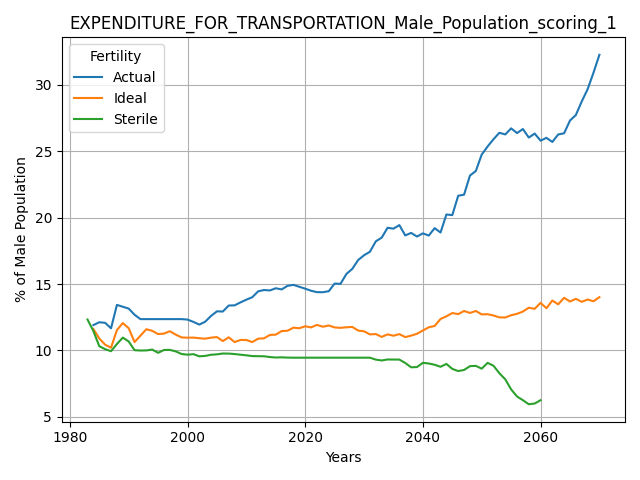 EXPENDITURE_FOR_TRANSPORTATION_Male_Population_scoring_1
Fertility
Actual
Ideal
Sterile
% of Male Population
30
25
20
15
10
5
1980
2000
2020
2040
2060
Years